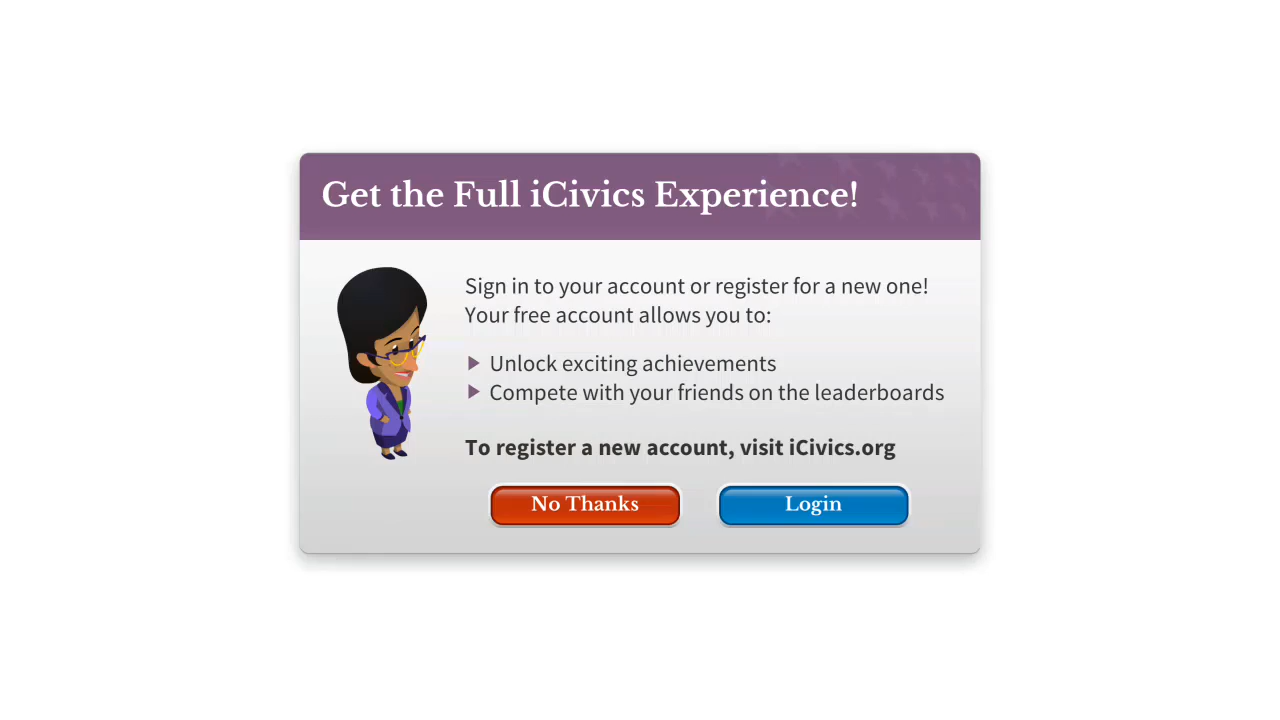 Get the Full iCivics Experience!
Sign in to your account or register for a new one!
Your free account allows you to:
Unlock exciting achievements
Compete with your friends on the leaderboards
To register a new account, visit iCivics.org
No Thanks
Login